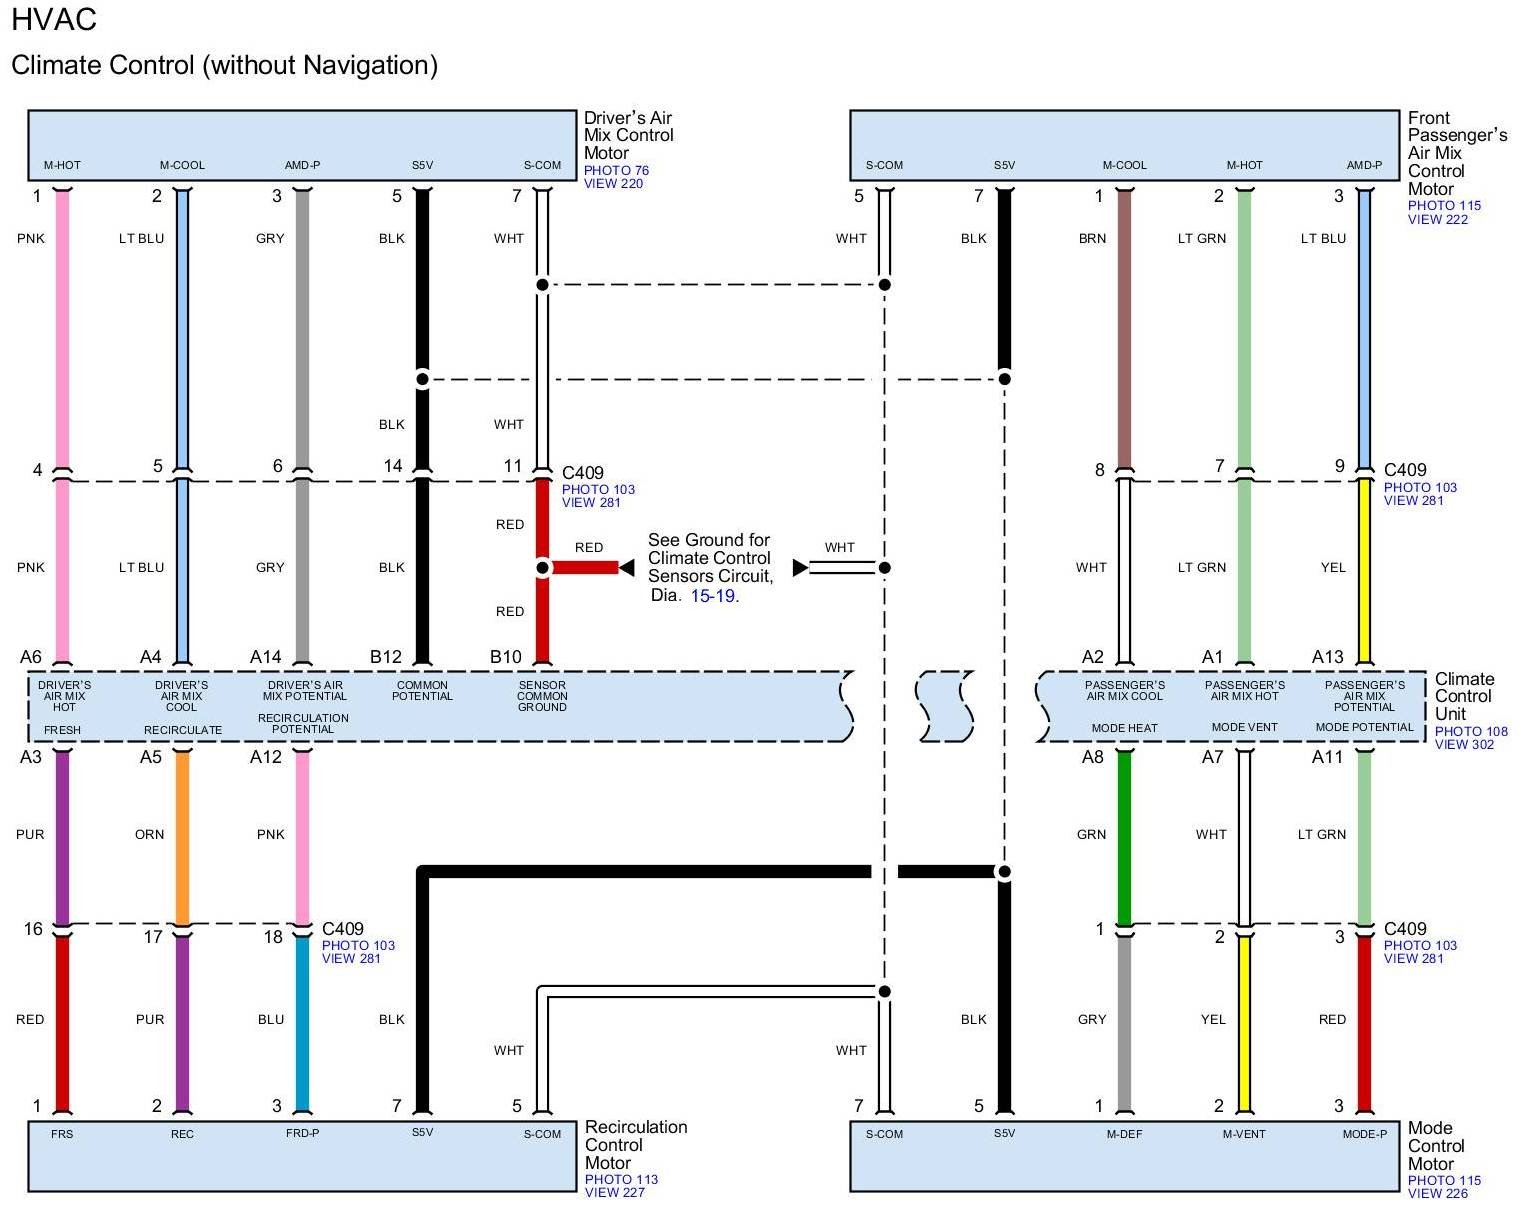 HVAC
Climate Control (without Navigation)
Driver's Air
Mix Control
Motor
PHOTO 76
VIEW 220
M-HOT M-COOL AMD-P S5V S-COM
1 2 3 5 7
PNK LT BLU GRY BLK WHT
Front
Passenger's
Air Mix
Control
Motor
PHOTO 115
VIEW 222
S-COM S5V M-COOL M-HOT AMD-P
5 7 1 2 3
WHT BLK BRN LT GRN LT BLU
BLK WHT
4 5 6 14 11
C409
PHOTO 103
VIEW 281
8 7 9
C409
PHOTO 103
VIEW 281
RED
RED
See Ground for
Climate Control
Sensors Circuit,
Dia. 15-19.
WHT
PNK LT BLU GRY BLK
WHT LT GRN YEL
RED
A6 A4 A14 B12 B10
A2 A1 A13
DRIVER'S
AIR MIX
HOT
DRIVER'S
AIR MIX
COOL
DRIVER'S AIR
MIX POTENTIAL
COMMON
POTENTIAL
SENSOR
COMMON
GROUND
PASSENGER'S
AIR MIX COOL
PASSENGER'S
AIR MIX HOT
PASSENGER'S
AIR MIX
POTENTIAL
Climate
Control
Unit
PHOTO 108
VIEW 302
FRESH
RECIRCULATE
RECIRCULATION
POTENTIAL
MODE HEAT
MODE VENT
MODE POTENTIAL
A3 A5 A12
A8 A7 A11
PUR ORN PNK
GRN WHT LT GRN
16 17 18
C409
PHOTO 103
VIEW 281
1 2 3
C409
PHOTO 103
VIEW 281
RED PUR BLU BLK WHT
WHT BLK GRY YEL RED
1 2 3 7 5
7 5 1 2 3
FRS REC FRD-P S5V S-COM
Recirculation
Control
Motor
PHOTO 113
VIEW 227
S-COM S5V M-DEF M-VENT MODE-P
Mode
Control
Motor
PHOTO 115
VIEW 226